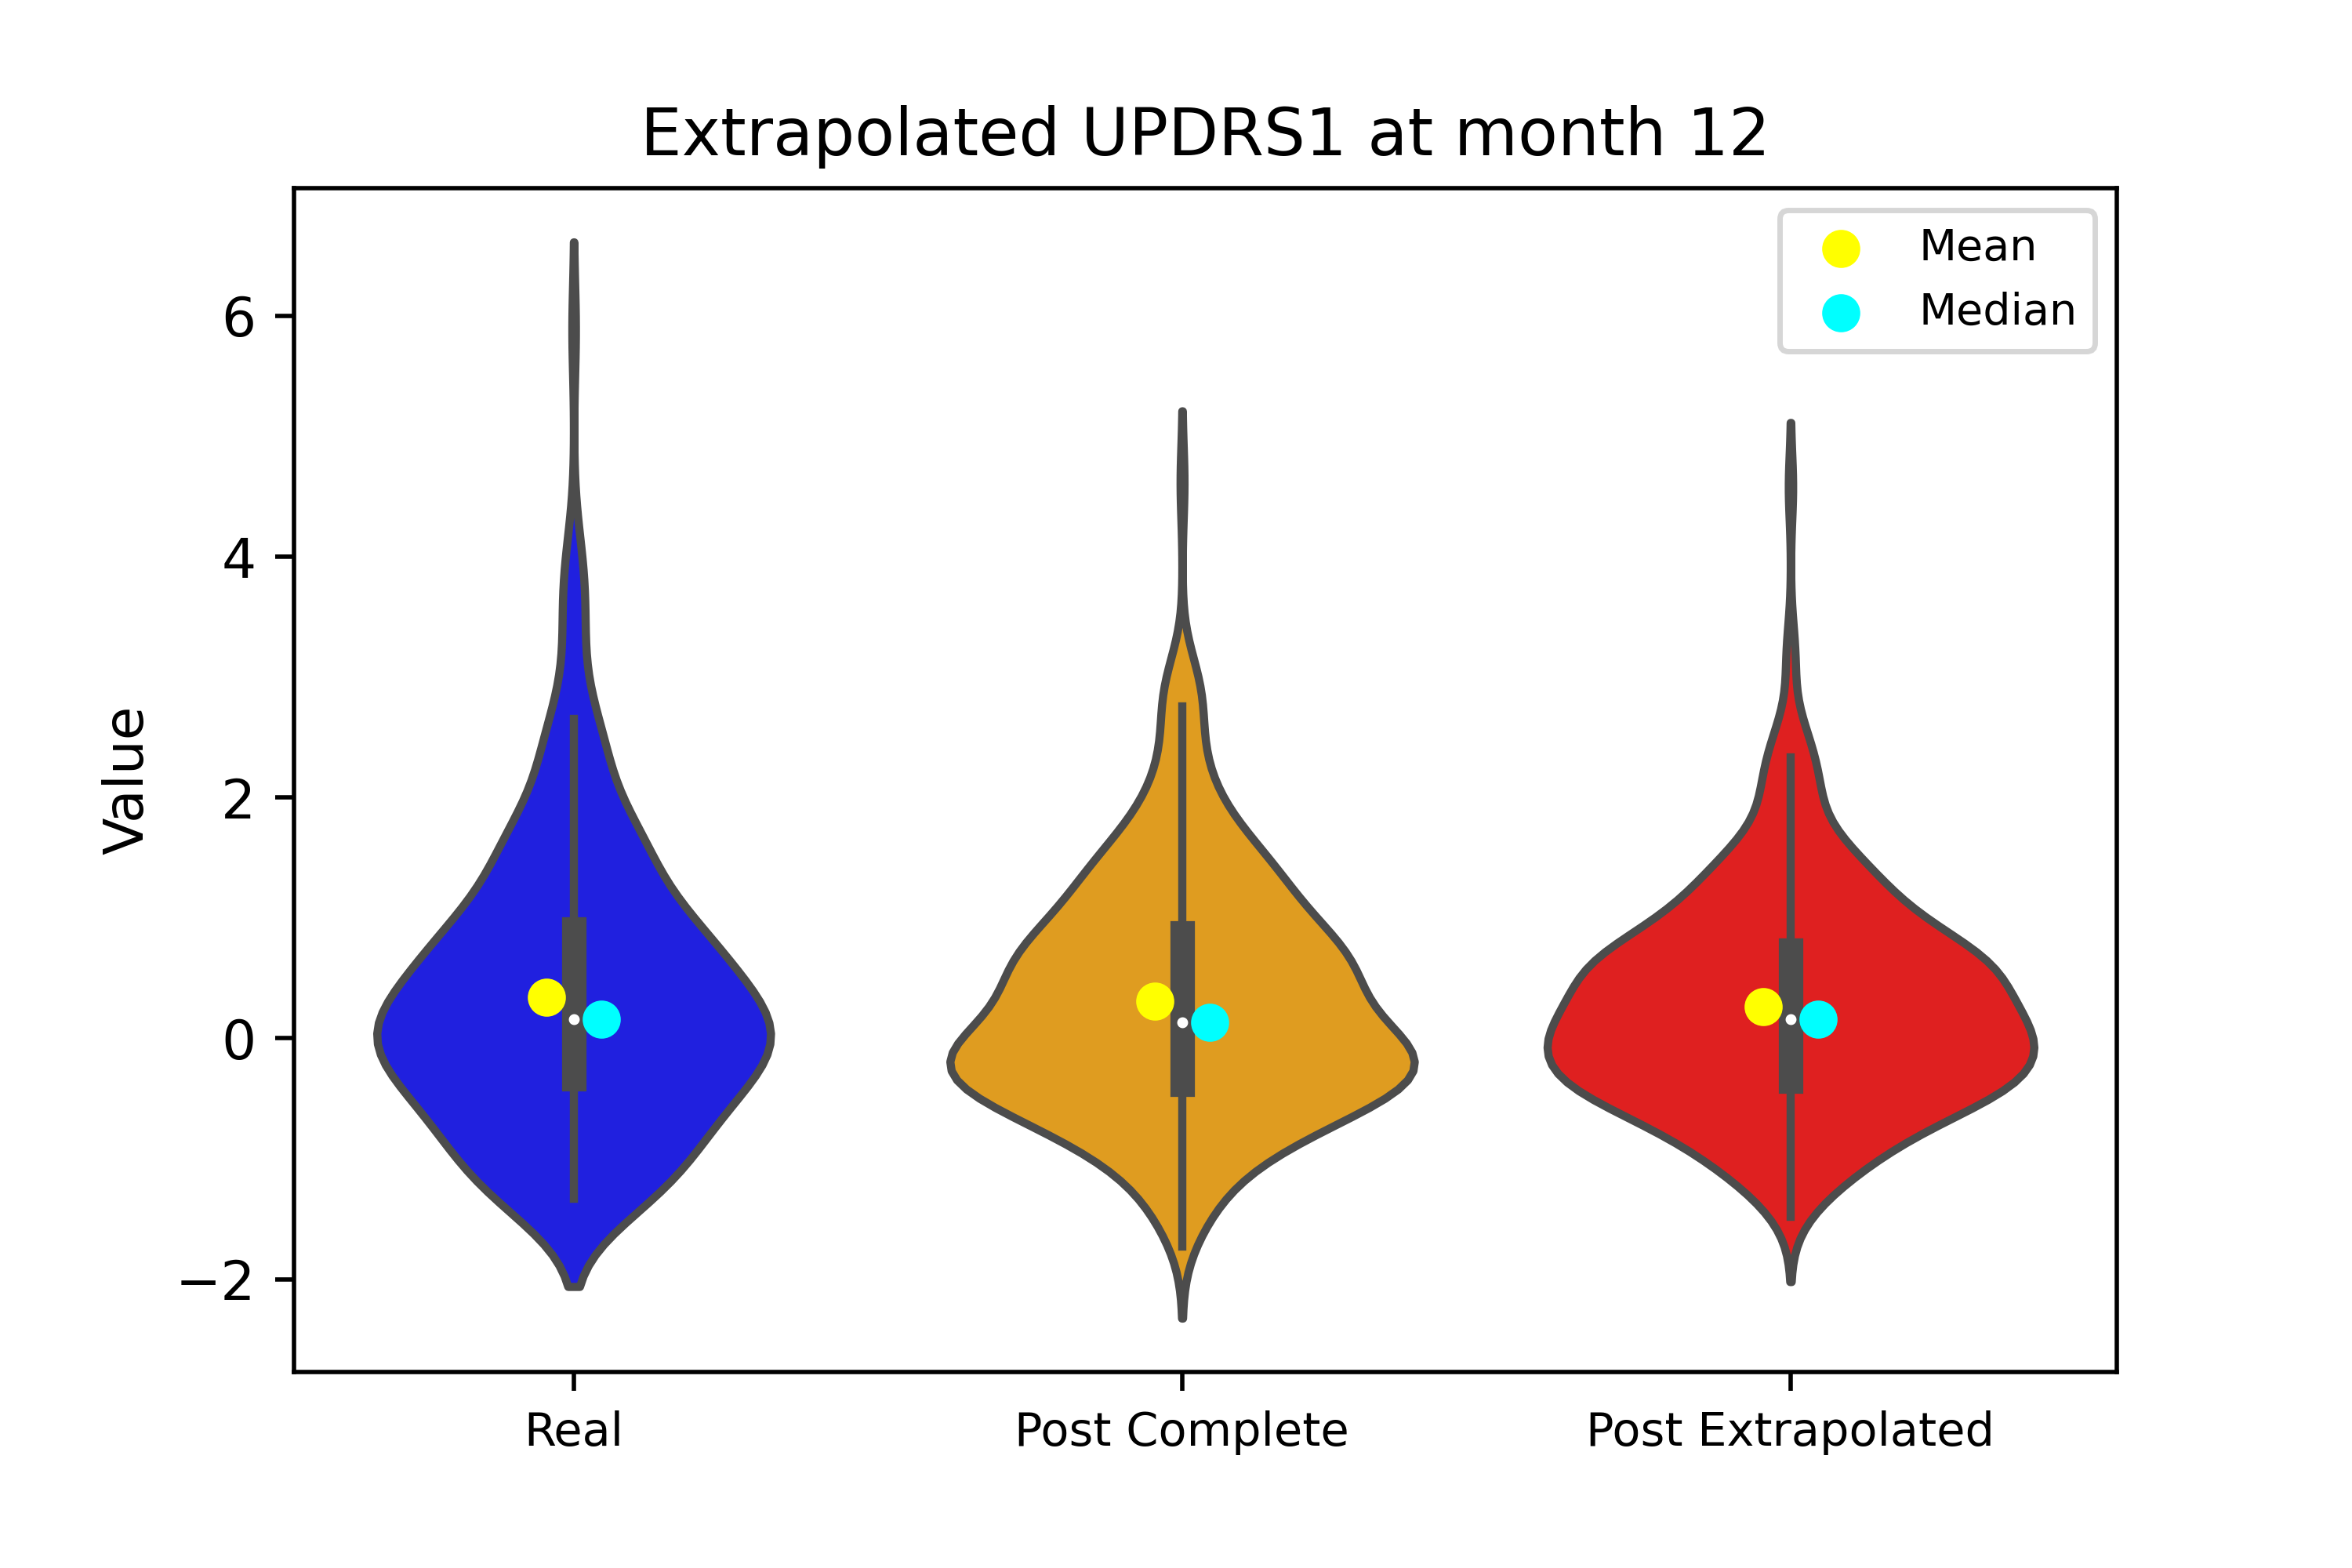 Extrapolated UPDRS1 at month 12
Mean
Median
6
4
2
0
−2
Value
Real
Post Complete
Post Extrapolated